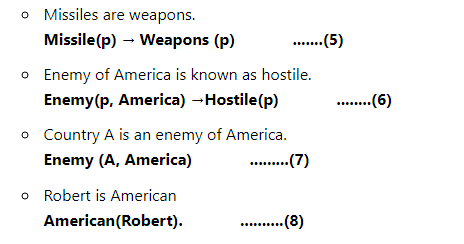 Missiles are weapons.
Missile(p) → Weapons (p) .......(5)
Enemy of America is known as hostile.
Enemy(p, America) →Hostile(p) ........(6)
Country A is an enemy of America.
Enemy (A, America) .........(7)
Robert is American
American(Robert). ..........(8)